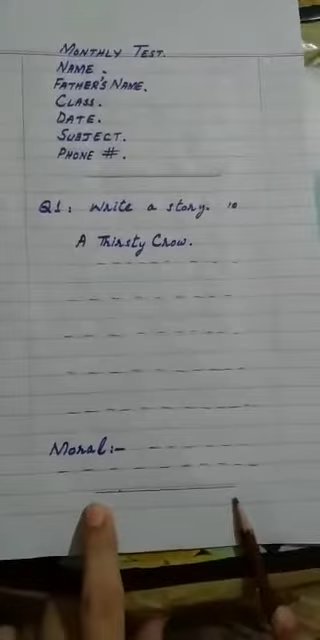 MONTHLY TEST.
NAME .
FATHER'S NAME.
CLASS.
DATE.
SUBJECT.
PHONE #.
Q1: Write a story. 10
A Thirsty Crow.
Moral:-